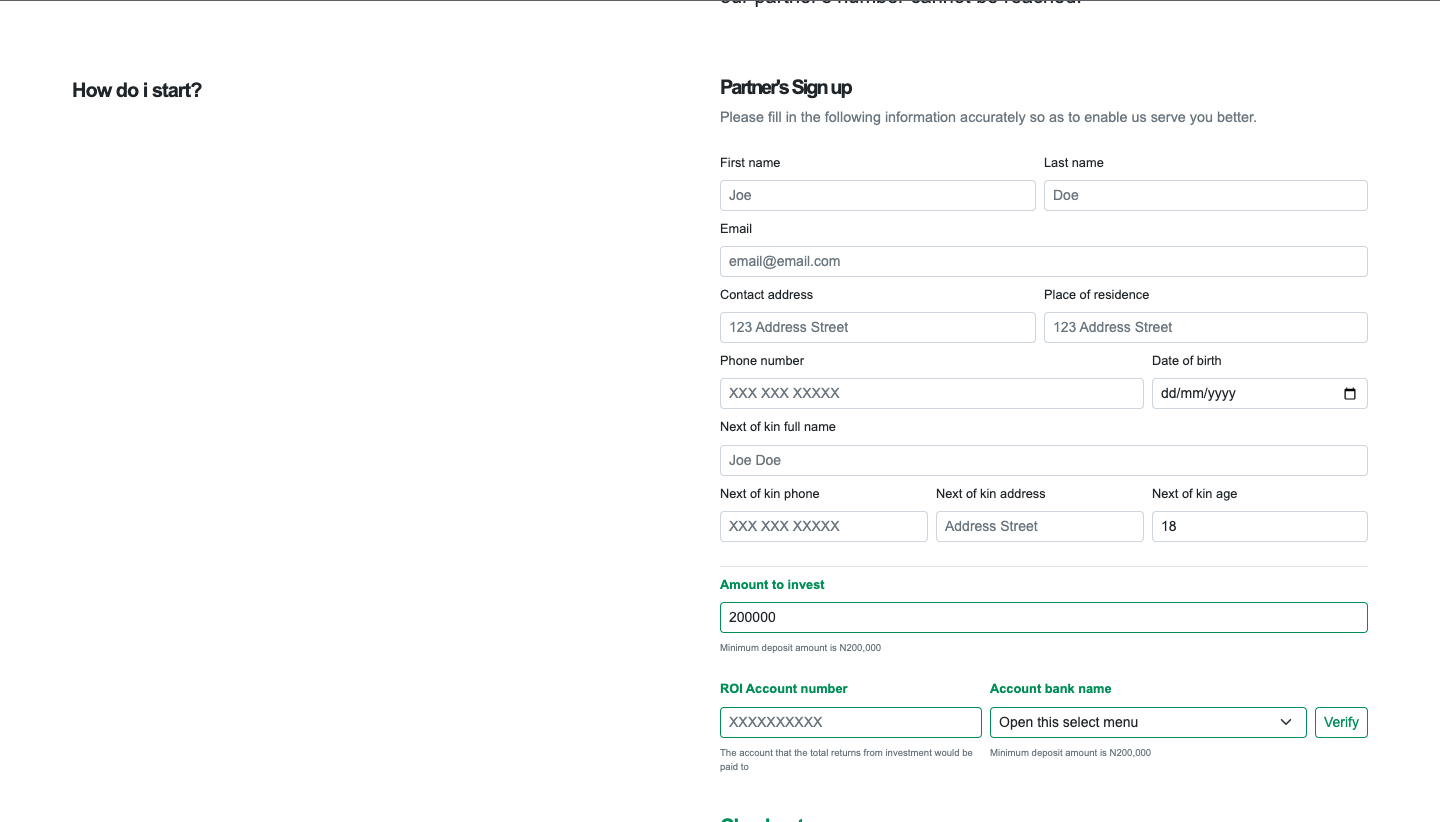 our partner's number cannot be reached.
How do i start?
Partner's Sign up
Please fill in the following information accurately so as to enable us serve you better.
First name
Last name
Joe
Doe
Email
email@email.com
Contact address
Place of residence
123 Address Street
123 Address Street
Phone number
Date of birth
XXX XXX XXXXX
dd/mm/yyyy
Next of kin full name
Joe Doe
Next of kin phone
Next of kin address
Next of kin age
XXX XXX XXXXX
Address Street
18
Amount to invest
200000
Minimum deposit amount is N200,000
ROI Account number
Account bank name
XXXXXXXXXX
Open this select menu
Verify
The account that the total returns from investment would be
paid to
Minimum deposit amount is N200,000